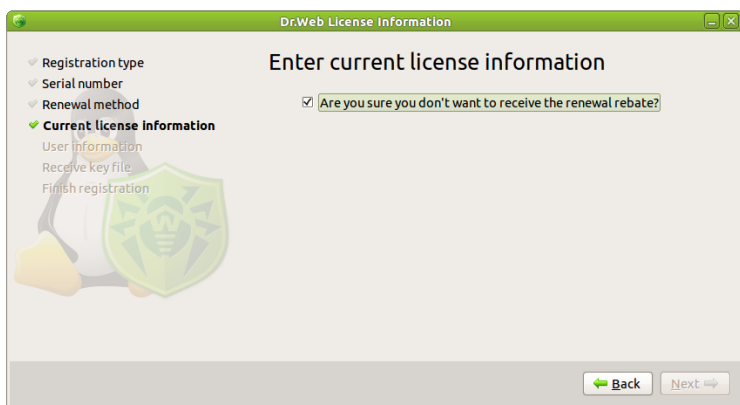 Dr.Web License Information
Registration type
Serial number
Renewal method
Current license information
User information
Receive key file
Finish registration
Enter current license information
Are you sure you don't want to receive the renewal rebate?
Back
Next